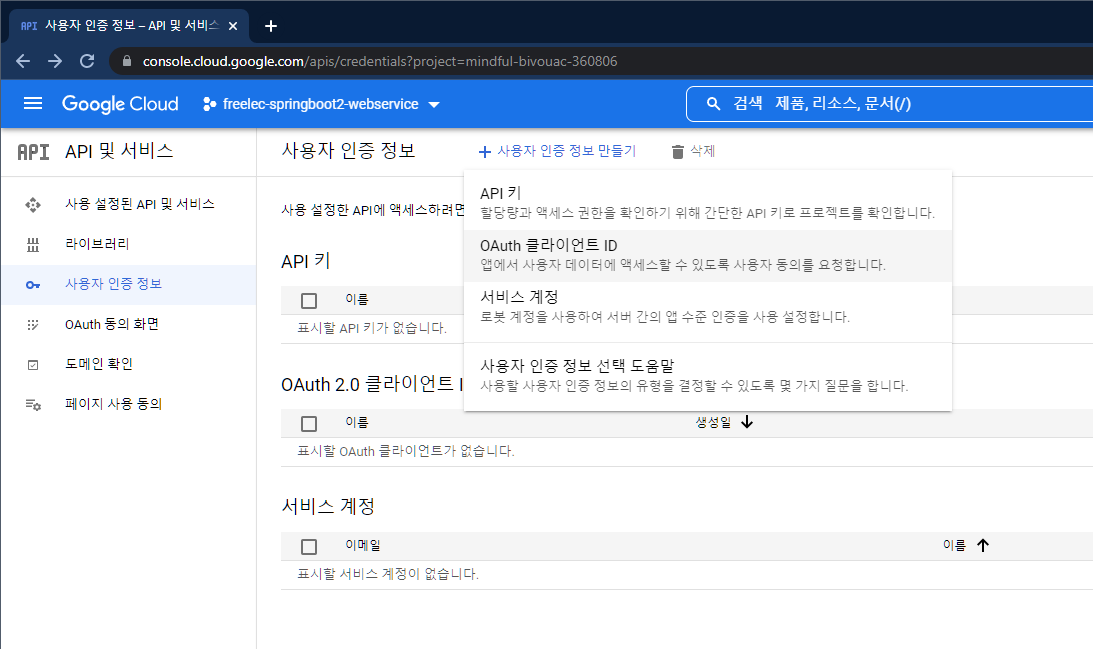 API 사용자 인증 정보 – API 및 서비스
console.cloud.google.com/apis/credentials?project=mindful-bivouac-360806
Google Cloud freelec-springboot2-webservice 검색 제품, 리소스, 문서(/)
API API 및 서비스
사용 설정된 API 및 서비스
라이브러리
사용자 인증 정보
OAuth 동의 화면
도메인 확인
페이지 사용 동의
사용자 인증 정보 + 사용자 인증 정보 만들기 삭제
사용 설정한 API에 액세스하려면
API 키
할당량과 액세스 권한을 확인하기 위해 간단한 API 키로 프로젝트를 확인합니다.
OAuth 클라이언트 ID
앱에서 사용자 데이터에 액세스할 수 있도록 사용자 동의를 요청합니다.
서비스 계정
로봇 계정을 사용하여 서버 간의 앱 수준 인증을 사용 설정합니다.
사용자 인증 정보 선택 도움말
사용할 사용자 인증 정보의 유형을 결정할 수 있도록 몇 가지 질문을 합니다.
API 키
이름
표시할 API 키가 없습니다.
OAuth 2.0 클라이언트 I
이름 생성일
표시할 OAuth 클라이언트가 없습니다.
서비스 계정
이메일 이름
표시할 서비스 계정이 없습니다.